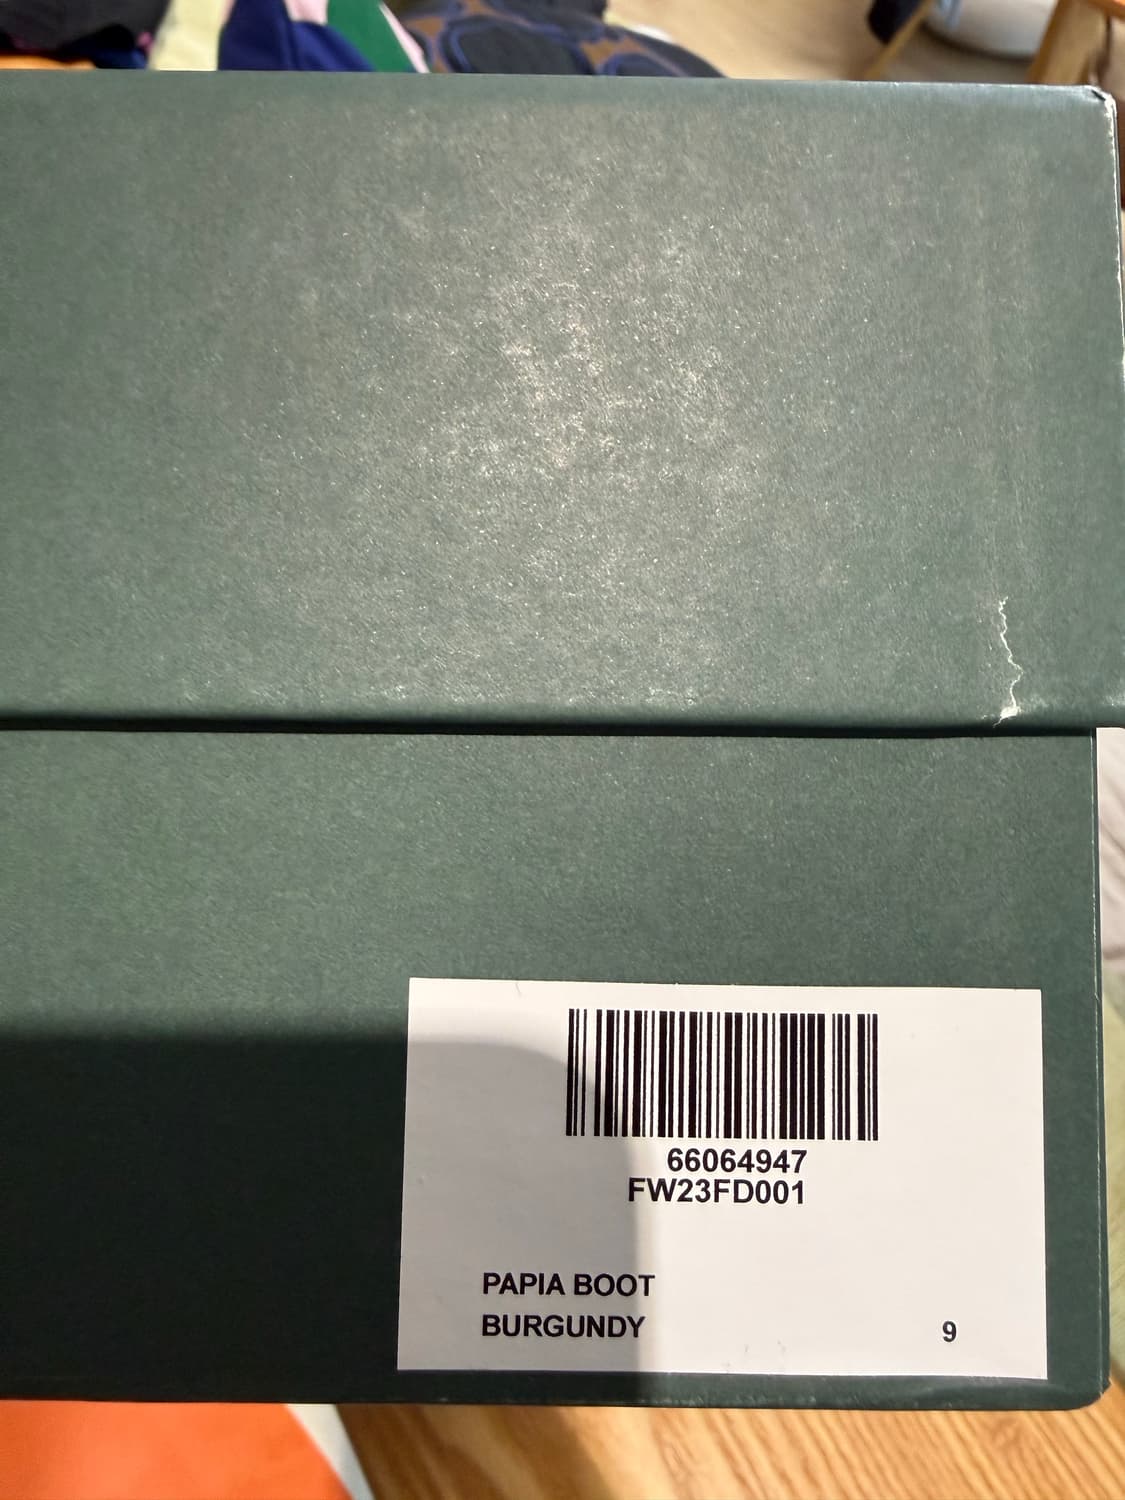 66064947
FW23FD001
PAPIA BOOT
BURGUNDY
9